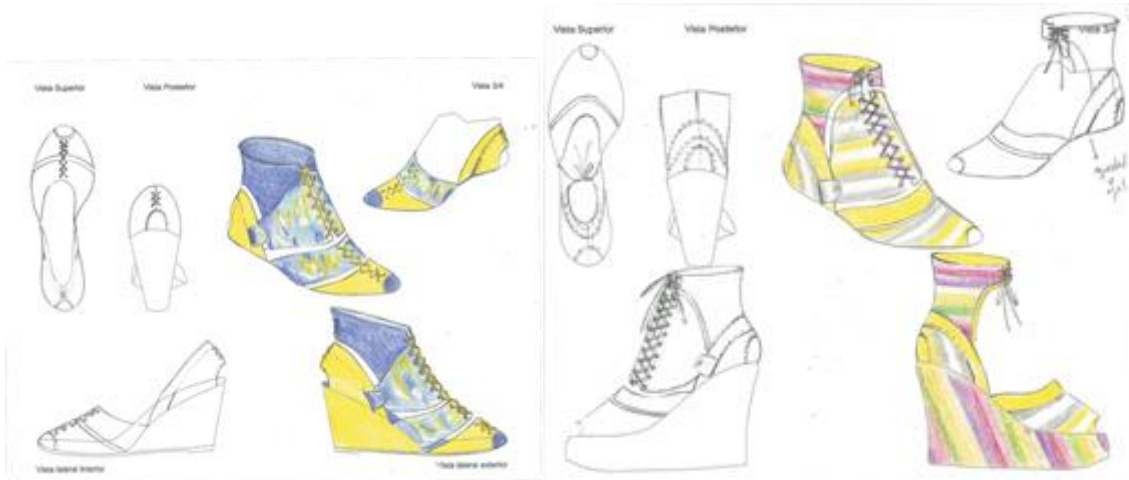 Vista Superior
Vista Posterior
Vista 3/4
Vista lateral interior
Vista lateral exterior
Vista Superior
Vista Posterior
Vista 3/4